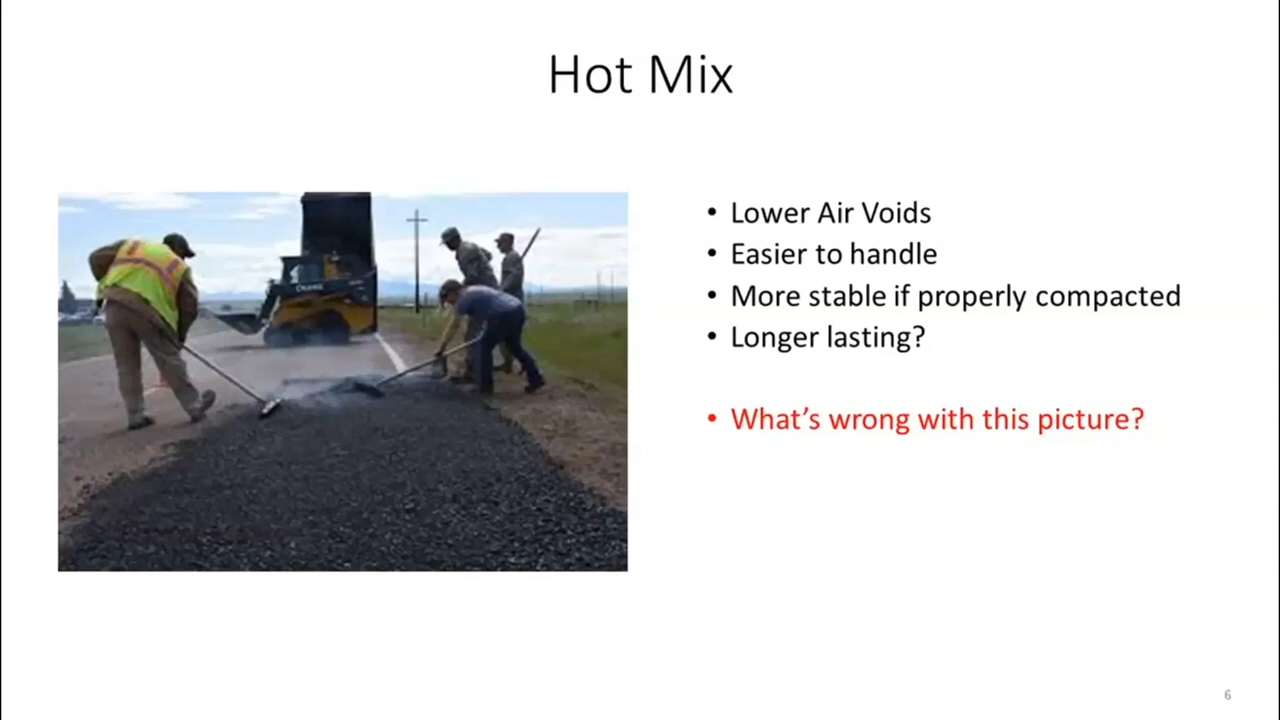 Hot Mix
• Lower Air Voids
• Easier to handle
• More stable if properly compacted
• Longer lasting?
• What's wrong with this picture?
DEERE
6